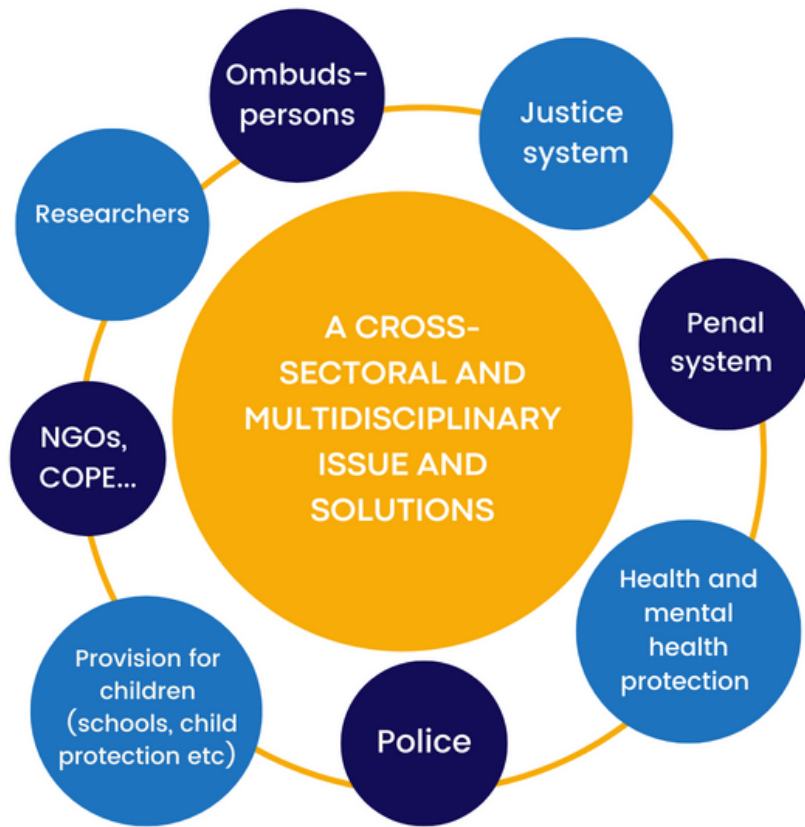 Ombuds-
persons
Justice
system
Researchers
Penal
system
A CROSS-
SECTORAL AND
MULTIDISCIPLINARY
ISSUE AND
SOLUTIONS
NGOs,
COPE...
Health and
mental
health
protection
Provision for
children
(schools, child
protection etc)
Police